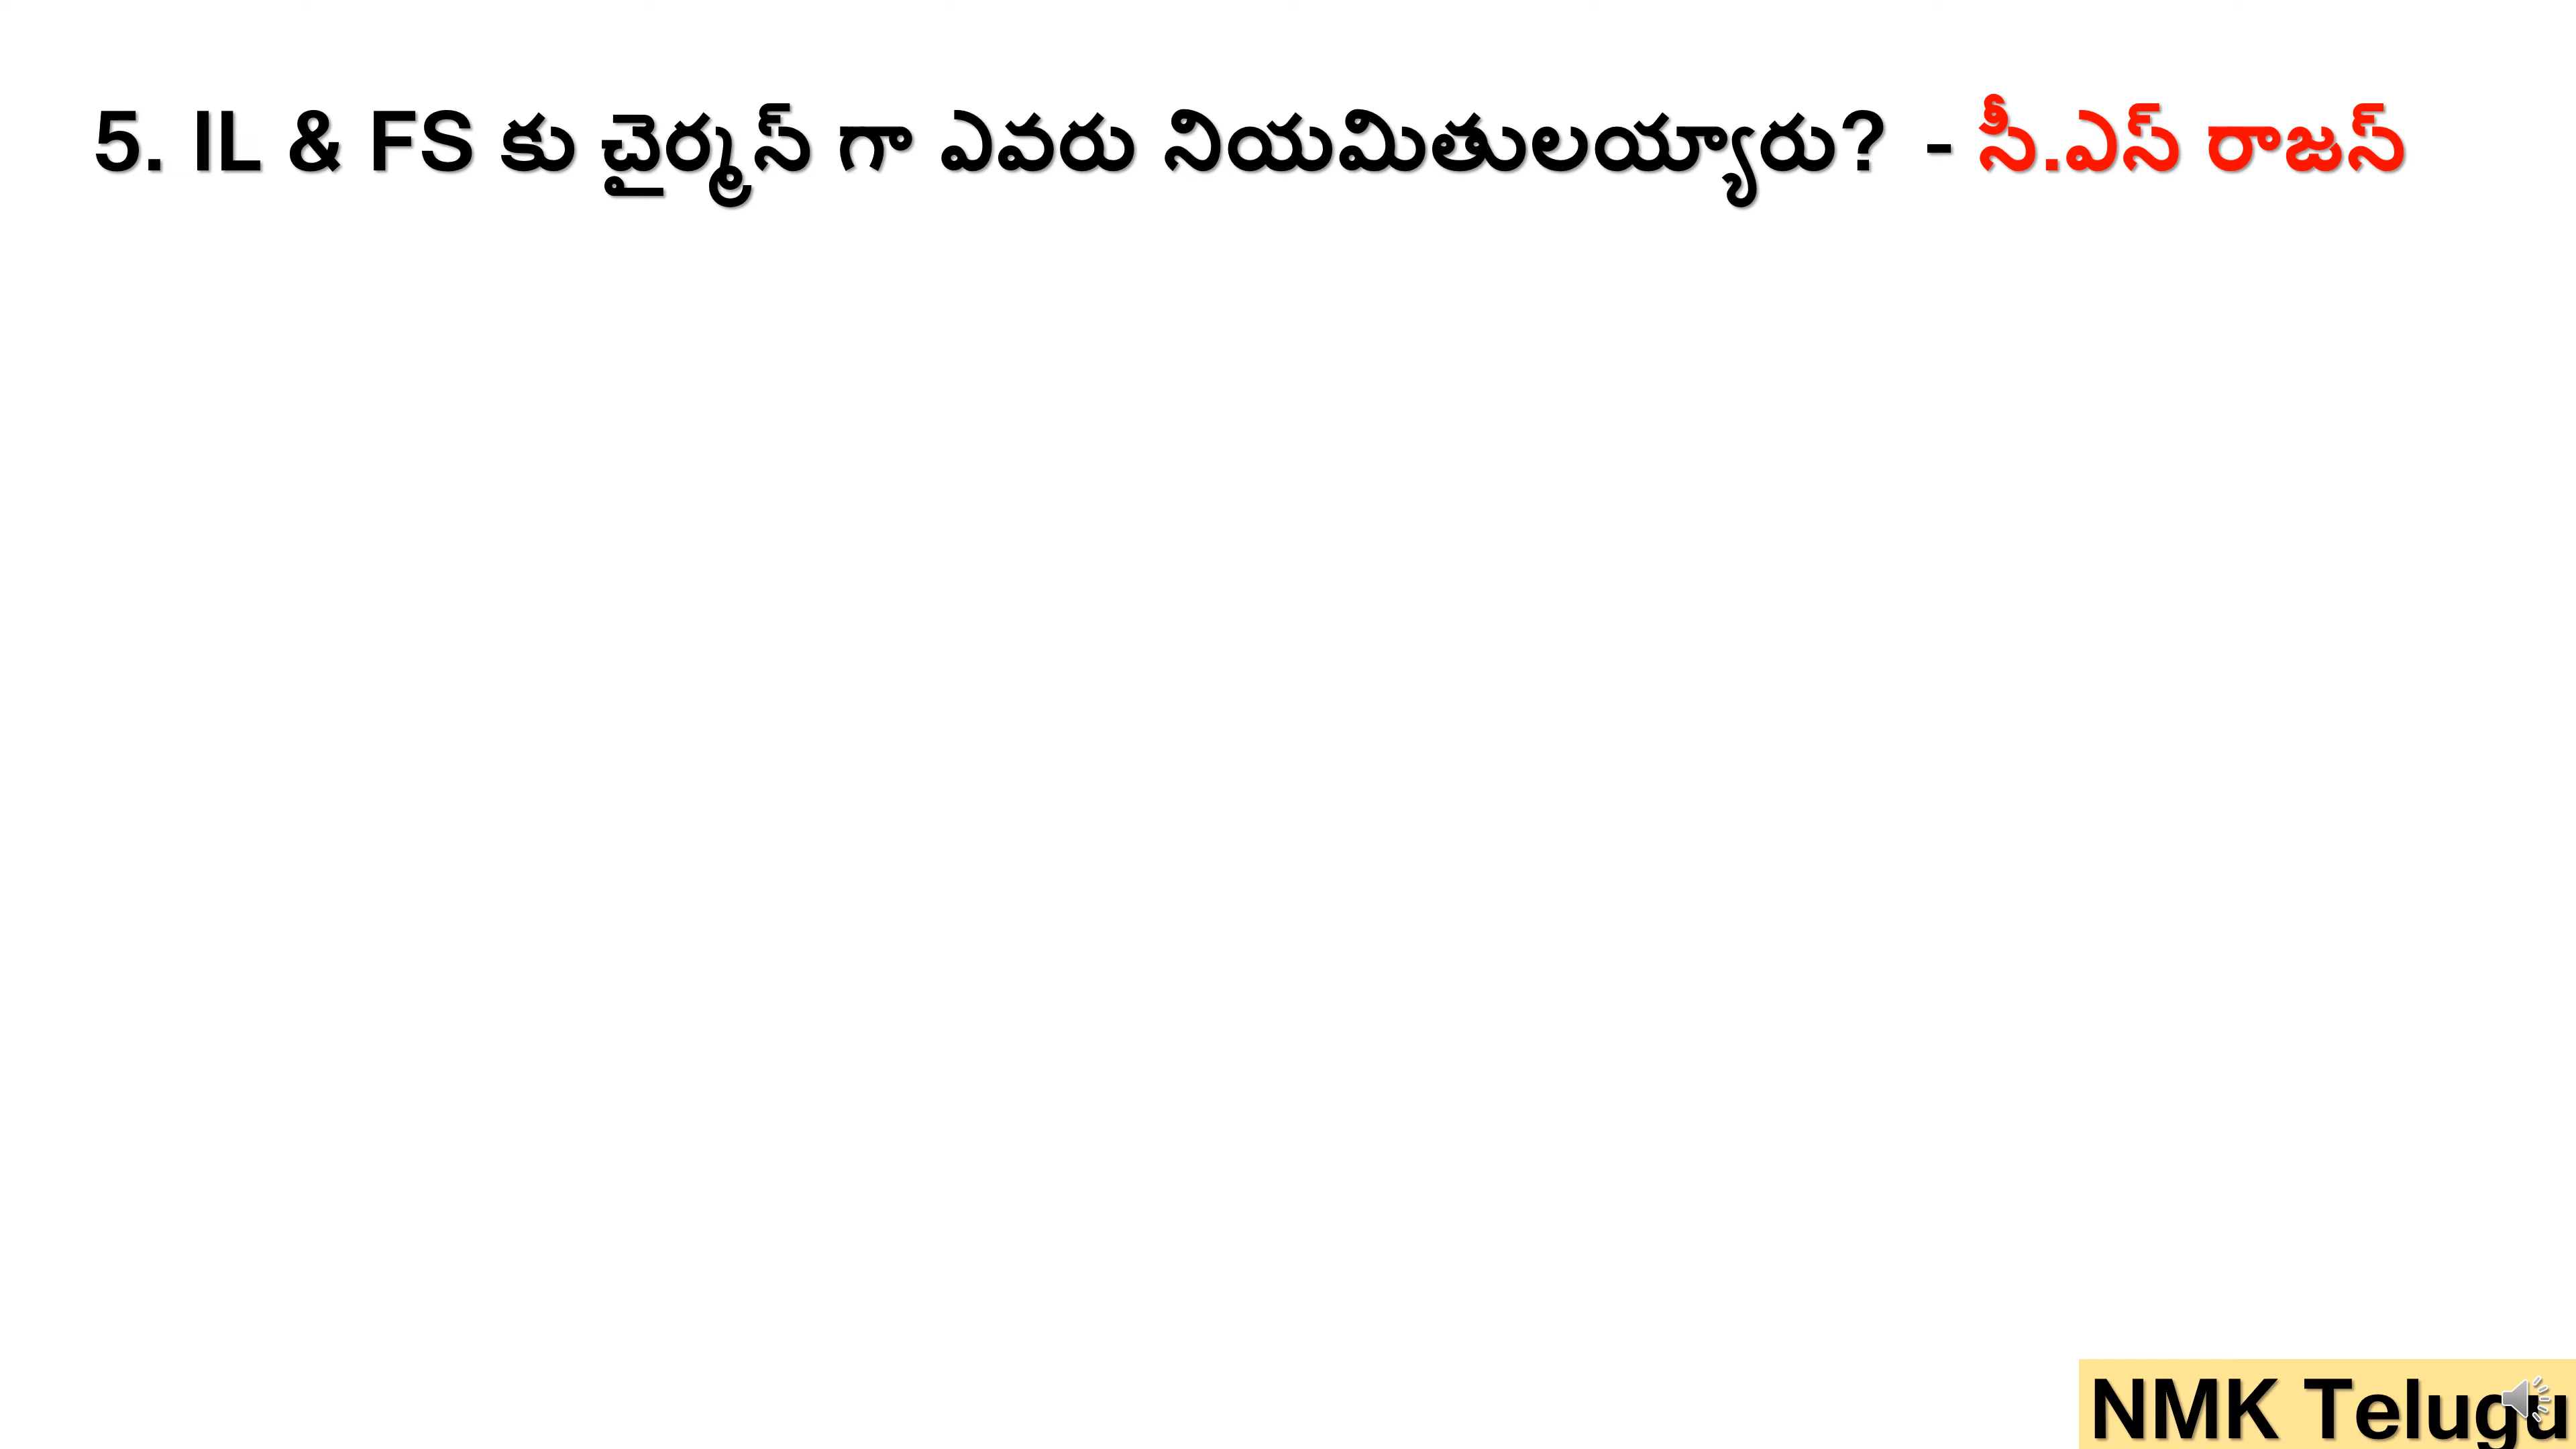 5. IL & FS కు చైర్మన్ గా ఎవరు నియమితులయ్యారు? - సీ.ఎస్ రాజన్
NMK Telugu